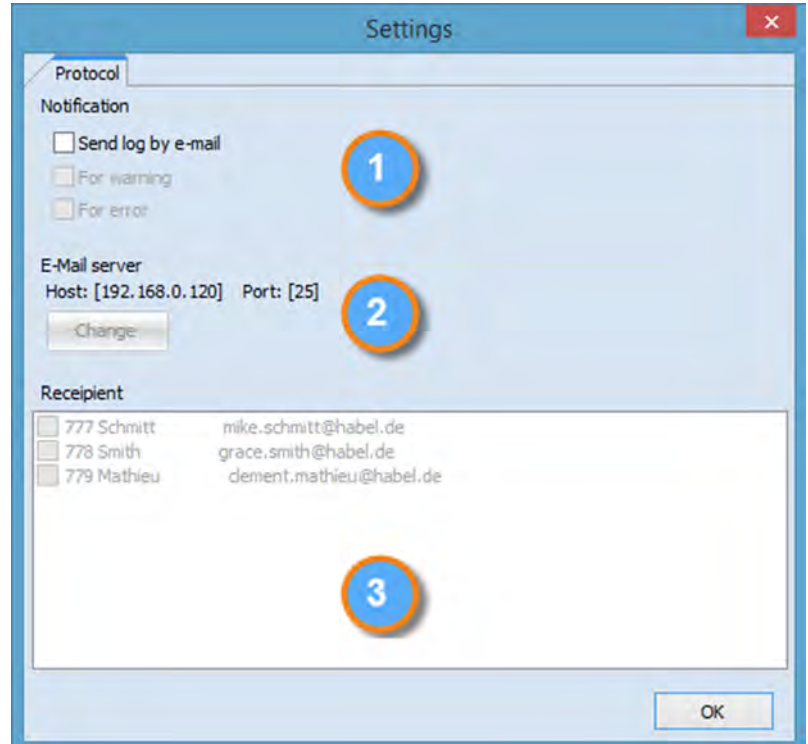 Settings
Protocol
Notification
Send log by e-mail
For warning
For error
1
E-Mail server
Host: [192.168.0.120] Port: [25]
Change
2
Receipient
777 Schmitt mike.schmitt@habel.de
778 Smith grace.smith@habel.de
779 Mathieu clement.mathieu@habel.de
3
OK